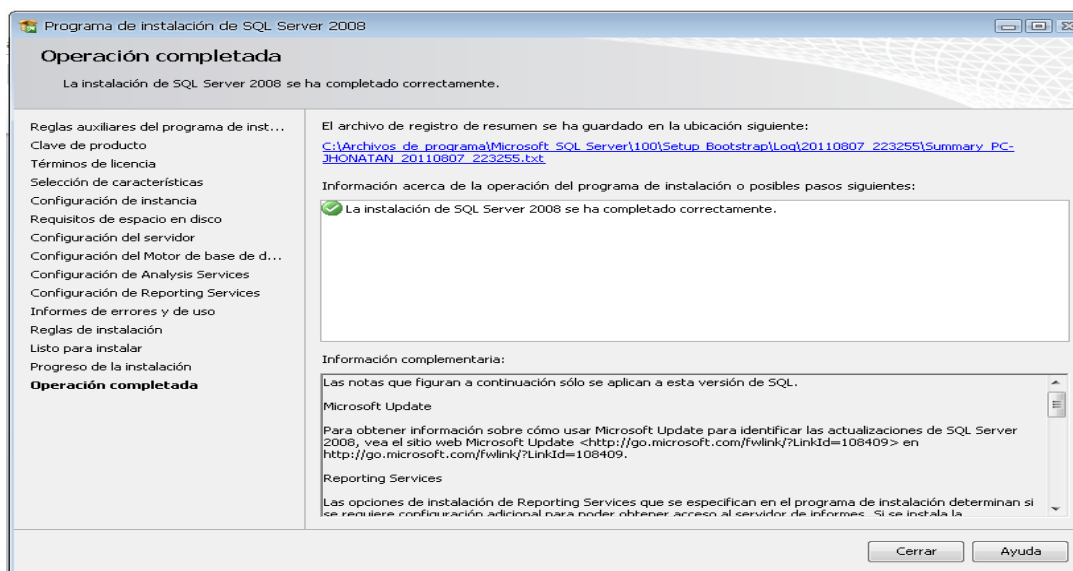 Programa de instalación de SQL Server 2008
Operación completada
La instalación de SQL Server 2008 se ha completado correctamente.
Reglas auxiliares del programa de inst...
Clave de producto
Términos de licencia
Selección de características
Configuración de instancia
Requisitos de espacio en disco
Configuración del servidor
Configuración del Motor de base de d...
Configuración de Analysis Services
Configuración de Reporting Services
Informes de errores y de uso
Reglas de instalación
Listo para instalar
Progreso de la instalación
Operación completada
El archivo de registro de resumen se ha guardado en la ubicación siguiente:
C:\Archivos de programa\Microsoft SQL Server\100\Setup Bootstrap\Log\20110807_223255\Summary_PC-
JHONATAN_20110807_223255.txt
Información acerca de la operación del programa de instalación o posibles pasos siguientes:
La instalación de SQL Server 2008 se ha completado correctamente.
Información complementaria:
Las notas que figuran a continuación sólo se aplican a esta versión de SQL.
Microsoft Update
Para obtener información sobre cómo usar Microsoft Update para identificar las actualizaciones de SQL Server
2008, vea el sitio web Microsoft Update <http://go.microsoft.com/fwlink/?LinkId=108409> en
http://go.microsoft.com/fwlink/?LinkId=108409.
Reporting Services
Las opciones de instalación de Reporting Services que se especifican en el programa de instalación determinan si
se requiere configuración adicional para poder obtener acceso al servidor de informes. Si se instala la
Cerrar
Ayuda